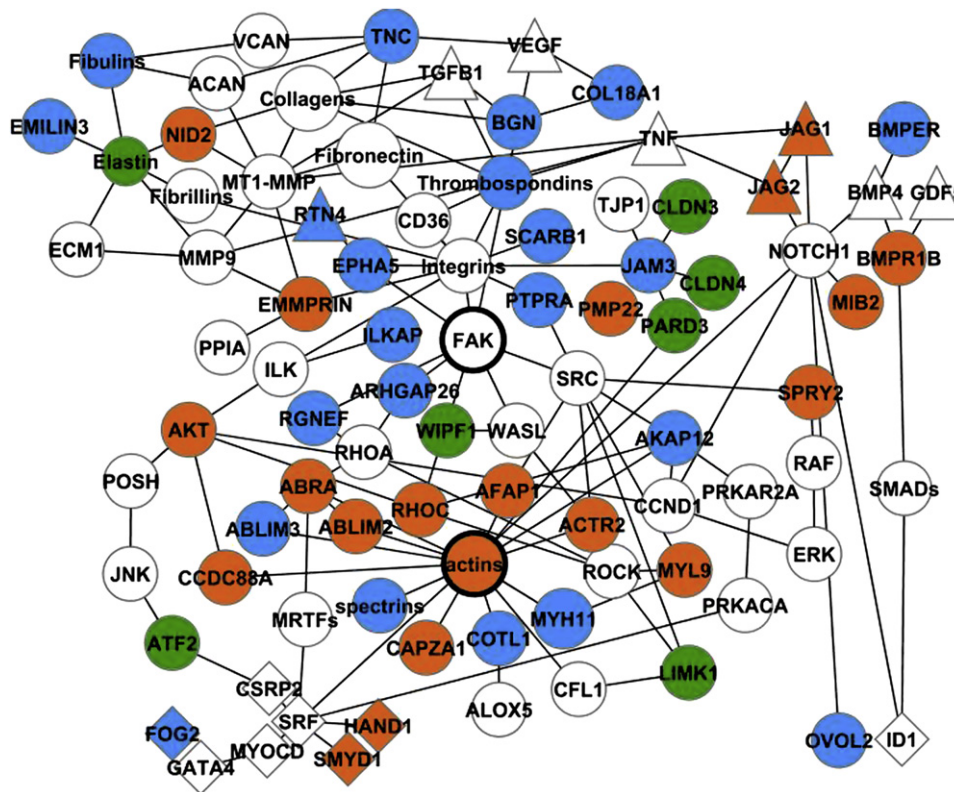 VCAN
TNC
VEGF
Fibulins
ACAN
TGFB1
Collagens
COL18A1
EMILIN3
NID2
BGN
TNF
JAG1
BMPER
Elastin
Fibronectin
MT1-MMP
Thrombospondins
JAG2
BMP4
GDF
Fibrillins
RTN4
CD36
TJP1
CLDN3
ECM1
MMP9
SCARB1
NOTCH1
EPHA5
Integrins
JAM3
BMPR1B
CLDN4
EMMPRIN
PTPRA
PMP22
PARD3
MIB2
PPIA
ILKAP
FAK
ILK
SRC
ARHGAP26
SPRY2
RGNEF
AKT
WIPF1
WASL
AKAP12
RHOA
POSH
RAF
ABRA
AFAP1
PRKAR2A
SMADs
RHOC
CCND1
ABLIM3
ABLIM2
ACTR2
ERK
JNK
CCDC88A
actins
ROCK
MYL9
spectrins
MYH11
PRKACA
MRTFs
ATF2
CAPZA1
COTL1
LIMK1
CSRP2
CFL1
ALOX5
SRF
HAND1
FOG2
MYOCD
OVOL2
ID1
GATA4
SMYD1